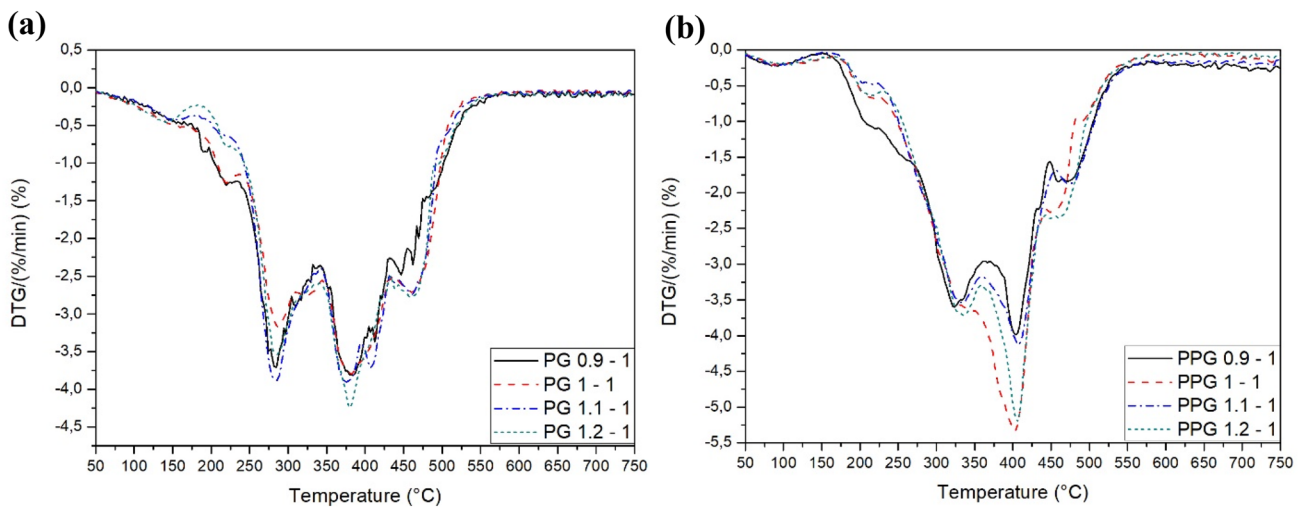 (a)
0,5
0,0
-0,5
-1,0
-1,5
-2,0
-2,5
-3,0
-3,5
-4,0
-4,5
DTG/(%/min) (%)
50 100 150 200 250 300 350 400 450 500 550 600 650 700 750
Temperature (°C)
PG 0.9 - 1
PG 1 - 1
PG 1.1 - 1
PG 1.2 - 1
(b)
0,0
-0,5
-1,0
-1,5
-2,0
-2,5
-3,0
-3,5
-4,0
-4,5
-5,0
-5,5
DTG/(%/min) (%)
50 100 150 200 250 300 350 400 450 500 550 600 650 700 750
Temperature (°C)
PPG 0.9 - 1
PPG 1 - 1
PPG 1.1 - 1
PPG 1.2 - 1